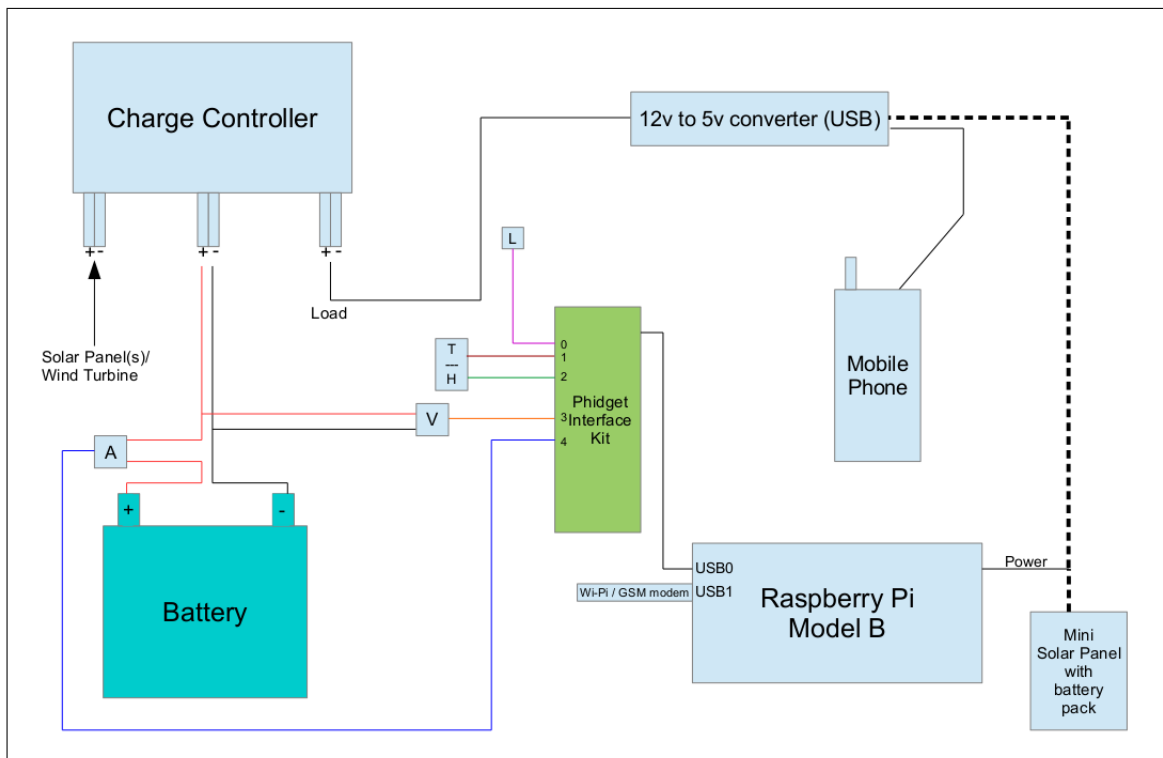 Charge Controller
12v to 5v converter (USB)
+- +- +-
L
Load
Solar Panel(s)/
Wind Turbine
T
---
H
0
1
2
3
4
Phidget
Interface
Kit
V
A
Mobile
Phone
+ -
Battery
USB0
USB1
Wi-Pi / GSM modem
Raspberry Pi
Model B
Power
Mini
Solar Panel
with
battery
pack